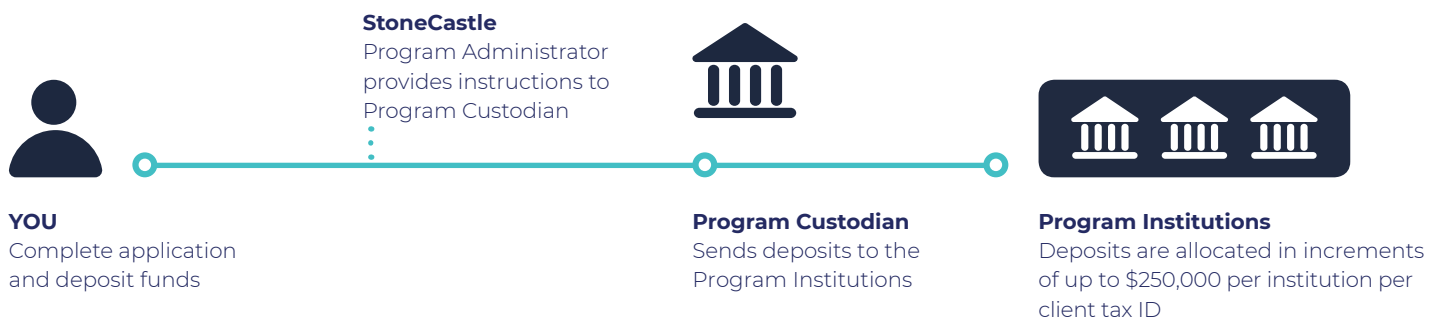 StoneCastle
Program Administrator
provides instructions to
Program Custodian
YOU
Complete application
and deposit funds
Program Custodian
Sends deposits to the
Program Institutions
Program Institutions
Deposits are allocated in increments
of up to $250,000 per institution per
client tax ID